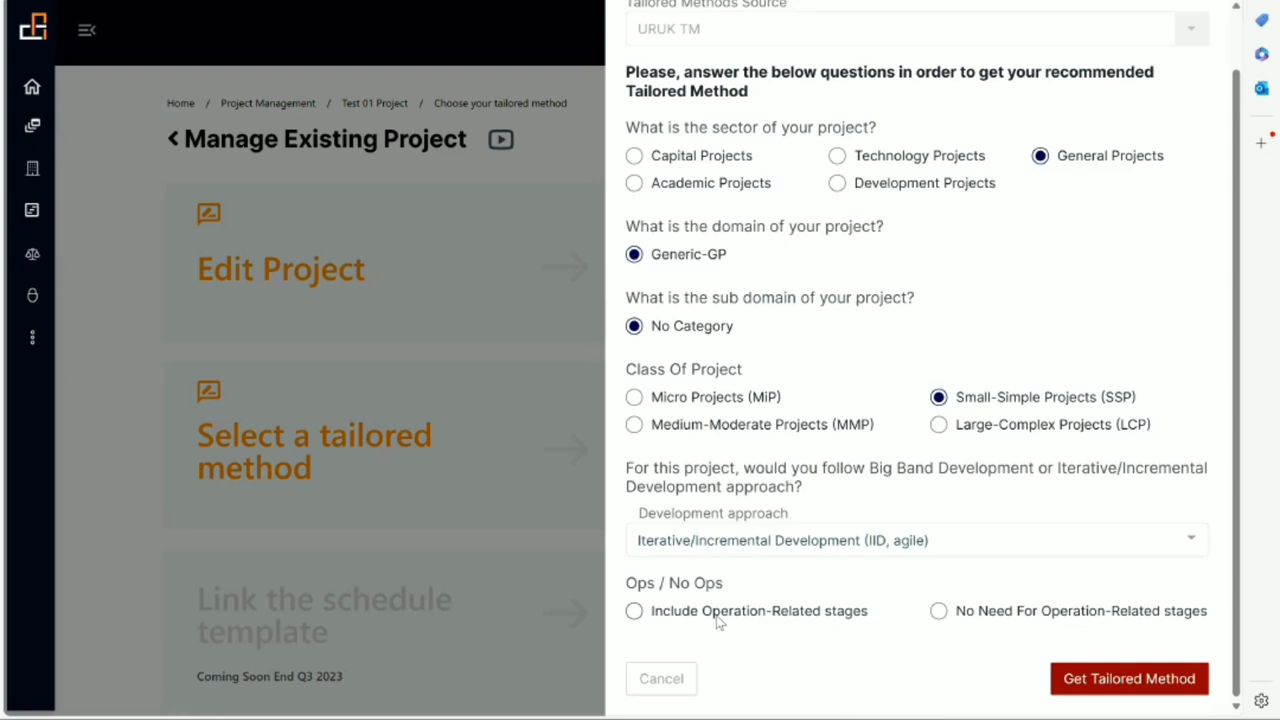 Home / Project Management / Test 01 Project / Choose your tailored method
Manage Existing Project
Edit Project
Select a tailored
method
Link the schedule
template
Coming Soon End Q3 2023
Tailored Methods Source
URUK TM
Please, answer the below questions in order to get your recommended
Tailored Method
What is the sector of your project?
Capital Projects Technology Projects General Projects
Academic Projects Development Projects
What is the domain of your project?
Generic-GP
What is the sub domain of your project?
No Category
Class Of Project
Micro Projects (MiP) Small-Simple Projects (SSP)
Medium-Moderate Projects (MMP) Large-Complex Projects (LCP)
For this project, would you follow Big Band Development or Iterative/Incremental
Development approach?
Development approach
Iterative/Incremental Development (IID, agile)
Ops / No Ops
Include Operation-Related stages No Need For Operation-Related stages
Cancel Get Tailored Method